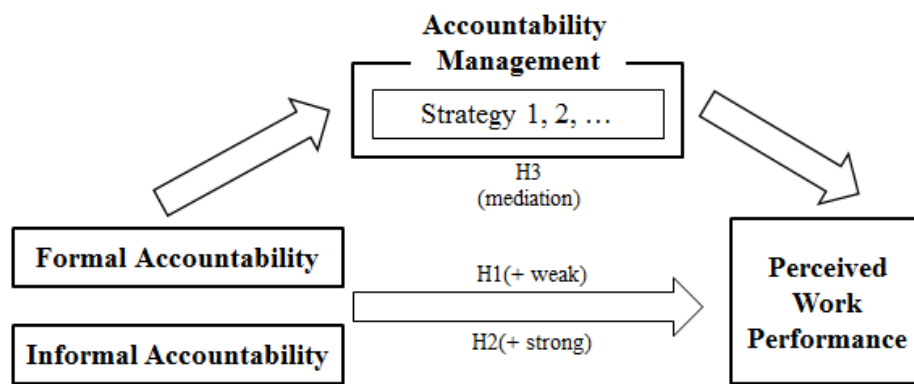 Accountability
Management
Strategy 1, 2, …
H3
(mediation)
Formal Accountability
Informal Accountability
H1(+ weak)
H2(+ strong)
Perceived
Work
Performance